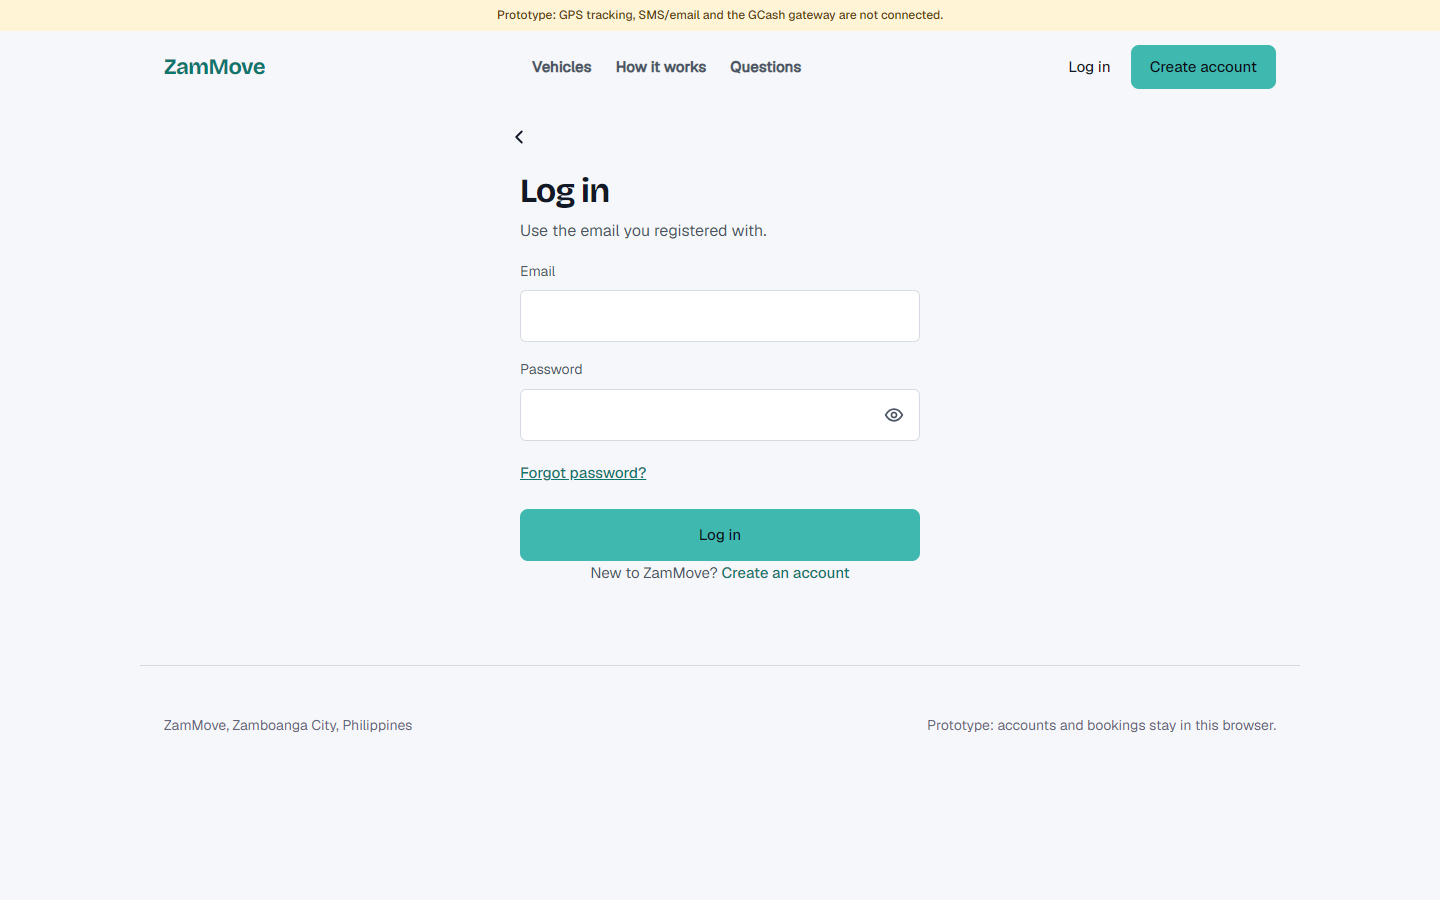 Prototype: GPS tracking, SMS/email and the GCash gateway are not connected.
ZamMove
Vehicles
How it works
Questions
Log in
Create account
Log in
Use the email you registered with.
Email
Password
Forgot password?
Log in
New to ZamMove? Create an account
ZamMove, Zamboanga City, Philippines
Prototype: accounts and bookings stay in this browser.